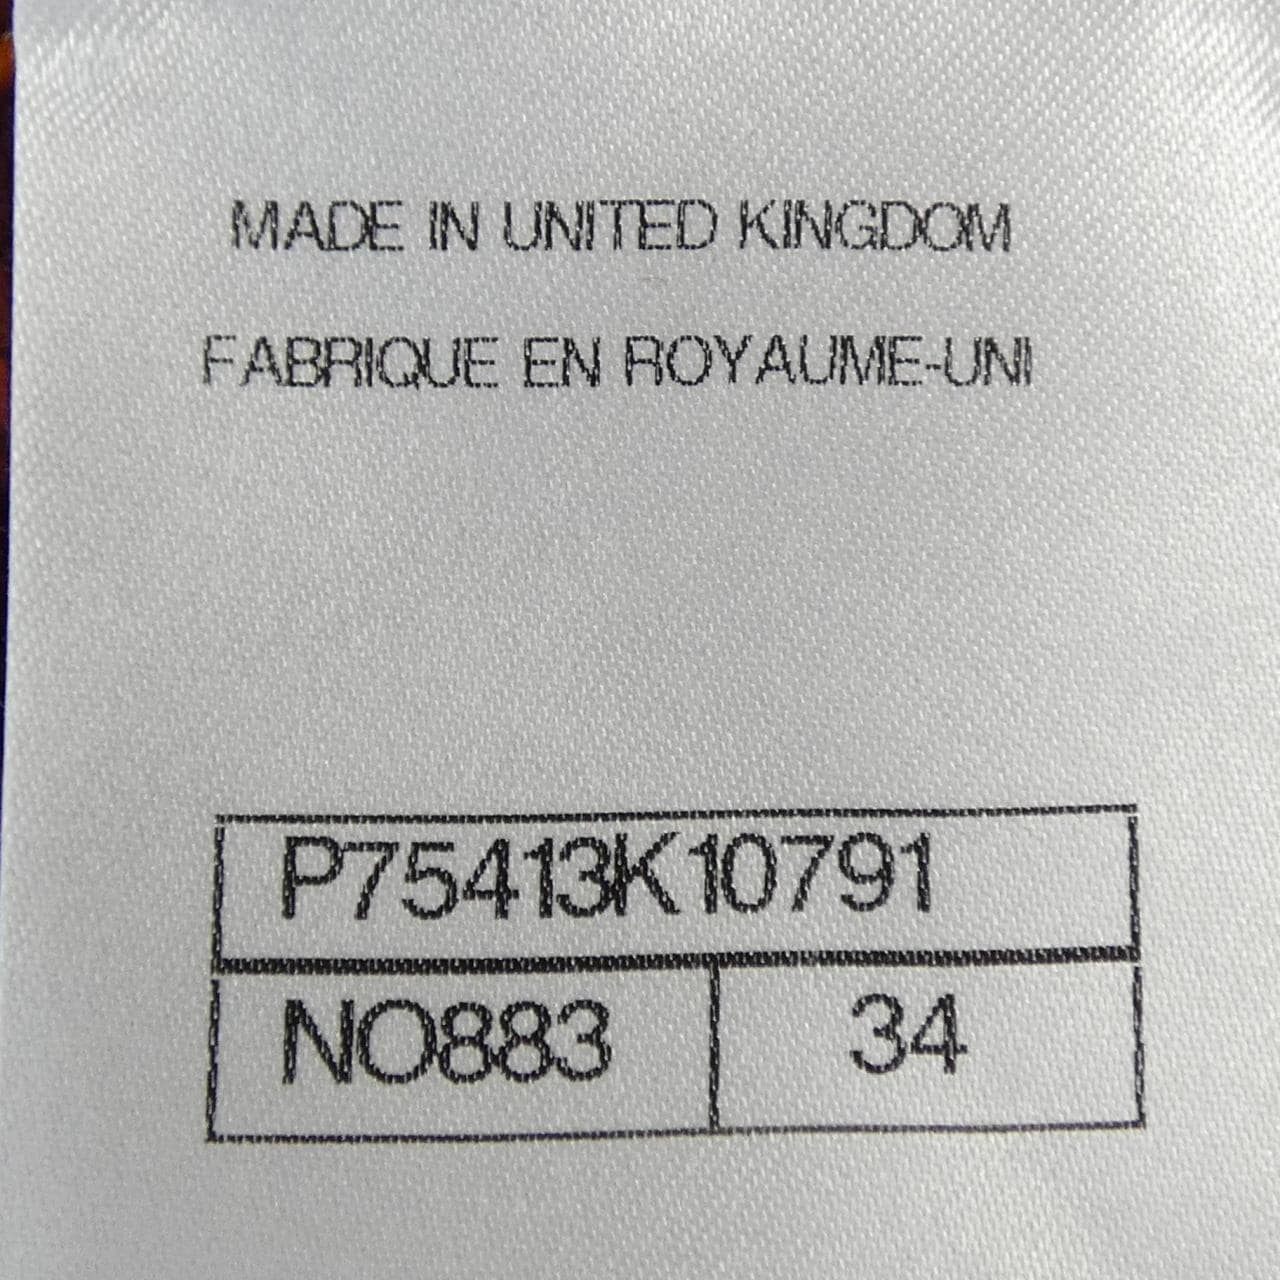 MADE IN UNITED KINGDOM
FABRIQUE EN ROYAUME-UNI
P75413K10791
NO883 34